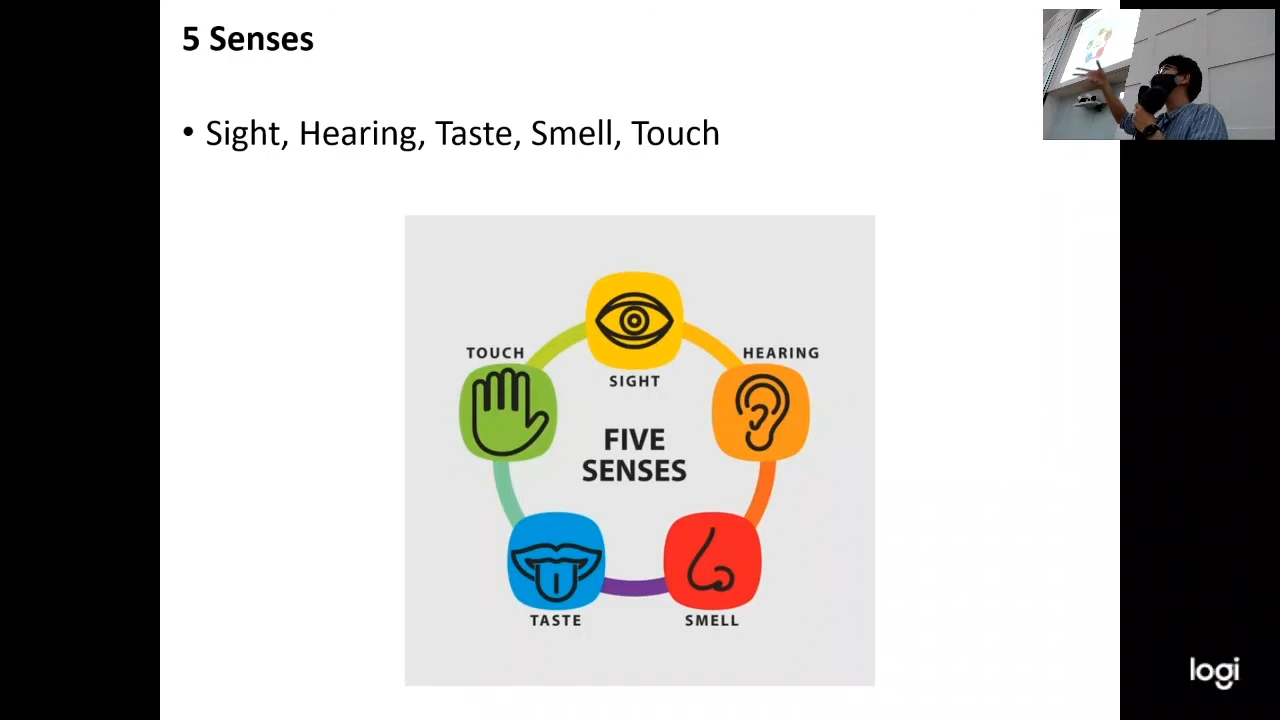 5 Senses
• Sight, Hearing, Taste, Smell, Touch
TOUCH
HEARING
SIGHT
FIVE
SENSES
TASTE
SMELL
logi